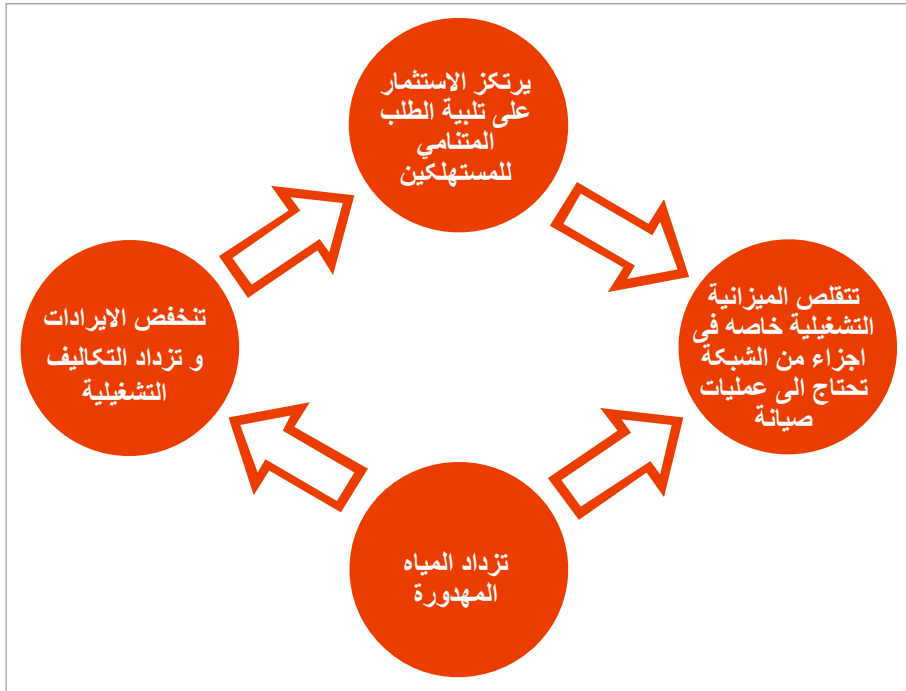 يرتكز الاستثمار
على تلبية الطلب
المتنامي
للمستهلكين
تتقلص الميزانية
التشغيلية خاصه فى
اجزاء من الشبكة
تحتاج الى عمليات
صيانة
تنخفض الايرادات
و تزداد التكاليف
التشغيلية
تزداد المياه
المهدورة